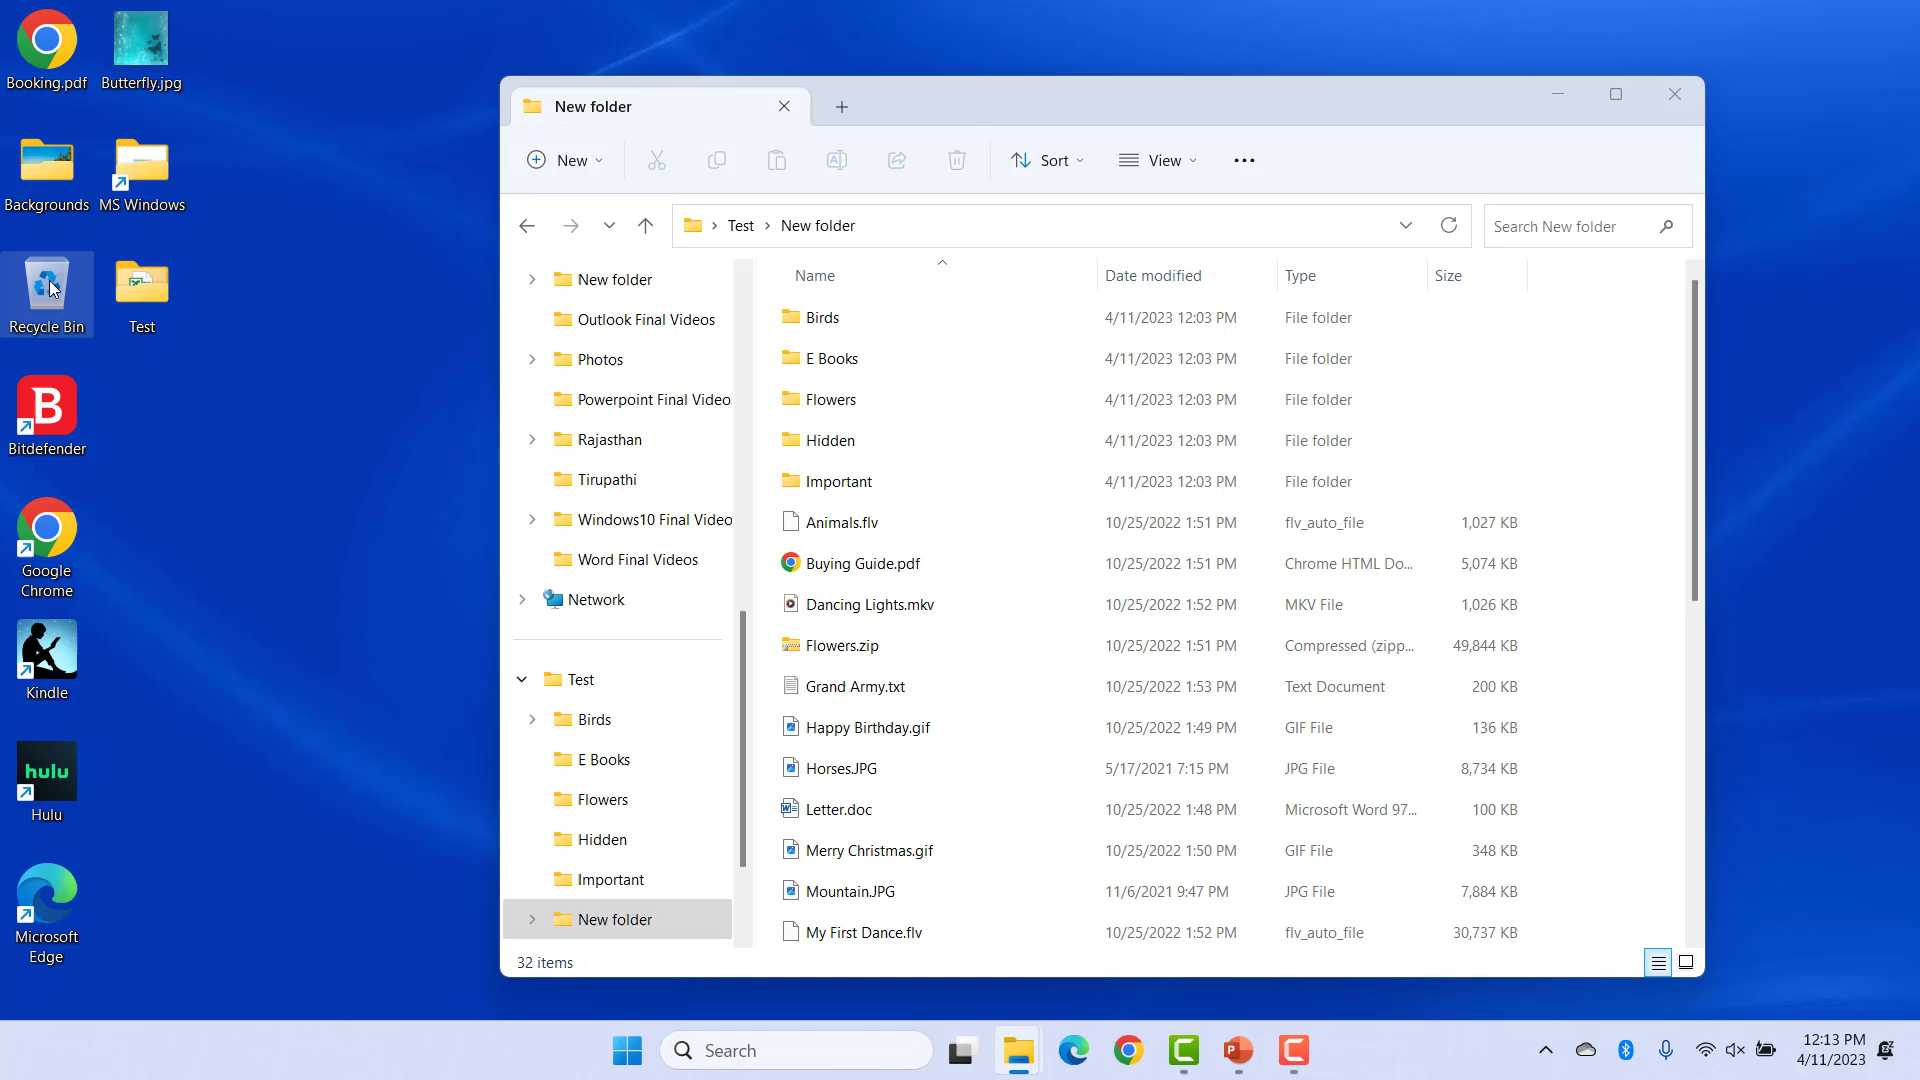 Booking.pdf
Butterfly.jpg
Backgrounds
MS Windows
Recycle Bin
Test
B
Bitdefender
Google
Chrome
Kindle
hulu
Hulu
Microsoft
Edge
New folder
New
Sort
View
Test
New folder
Search New folder
New folder
Outlook Final Videos
Photos
Powerpoint Final Video
Rajasthan
Tirupathi
Windows10 Final Video
Word Final Videos
Network
Test
Birds
E Books
Flowers
Hidden
Important
New folder
Name Date modified Type Size
Birds 4/11/2023 12:03 PM File folder
E Books 4/11/2023 12:03 PM File folder
Flowers 4/11/2023 12:03 PM File folder
Hidden 4/11/2023 12:03 PM File folder
Important 4/11/2023 12:03 PM File folder
Animals.flv 10/25/2022 1:51 PM flv_auto_file 1,027 KB
Buying Guide.pdf 10/25/2022 1:51 PM Chrome HTML Do... 5,074 KB
Dancing Lights.mkv 10/25/2022 1:52 PM MKV File 1,026 KB
Flowers.zip 10/25/2022 1:51 PM Compressed (zipp... 49,844 KB
Grand Army.txt 10/25/2022 1:53 PM Text Document 200 KB
Happy Birthday.gif 10/25/2022 1:49 PM GIF File 136 KB
Horses.JPG 5/17/2021 7:15 PM JPG File 8,734 KB
Letter.doc 10/25/2022 1:48 PM Microsoft Word 97... 100 KB
Merry Christmas.gif 10/25/2022 1:50 PM GIF File 348 KB
Mountain.JPG 11/6/2021 9:47 PM JPG File 7,884 KB
My First Dance.flv 10/25/2022 1:52 PM flv_auto_file 30,737 KB
32 items
Search
12:13 PM
4/11/2023